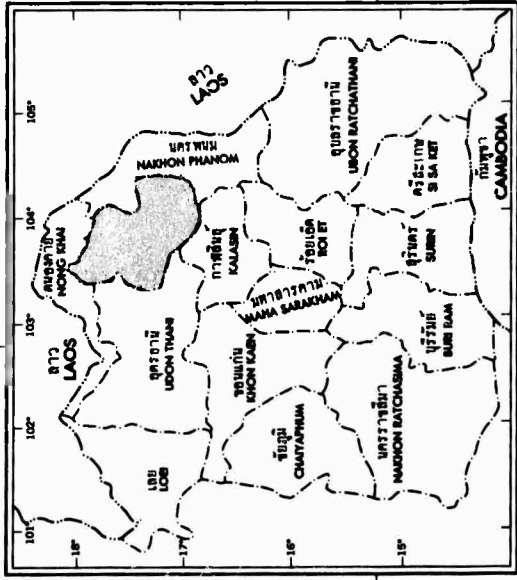 101°
102°
103°
104°
105°
18°
17°
16°
15°
ลาว
LAOS
ลาว
LAOS
หนองคาย
NONG KHAI
นครพนม
NAKHON PHANOM
เลย
LOEI
อุดรธานี
UDON THANI
กาฬสินธุ์
KALASIN
ขอนแก่น
KHON KAEN
ชัยภูมิ
CHAIYAPHUM
มหาสารคาม
MAHA SARAKHAM
ร้อยเอ็ด
ROI ET
อุบลราชธานี
UBON RATCHATHANI
นครราชสีมา
NAKHON RATCHASIMA
บุรีรัมย์
BURI RAM
สุรินทร์
SURIN
ศรีสะเกษ
SI SA KET
กัมพูชา
CAMBODIA